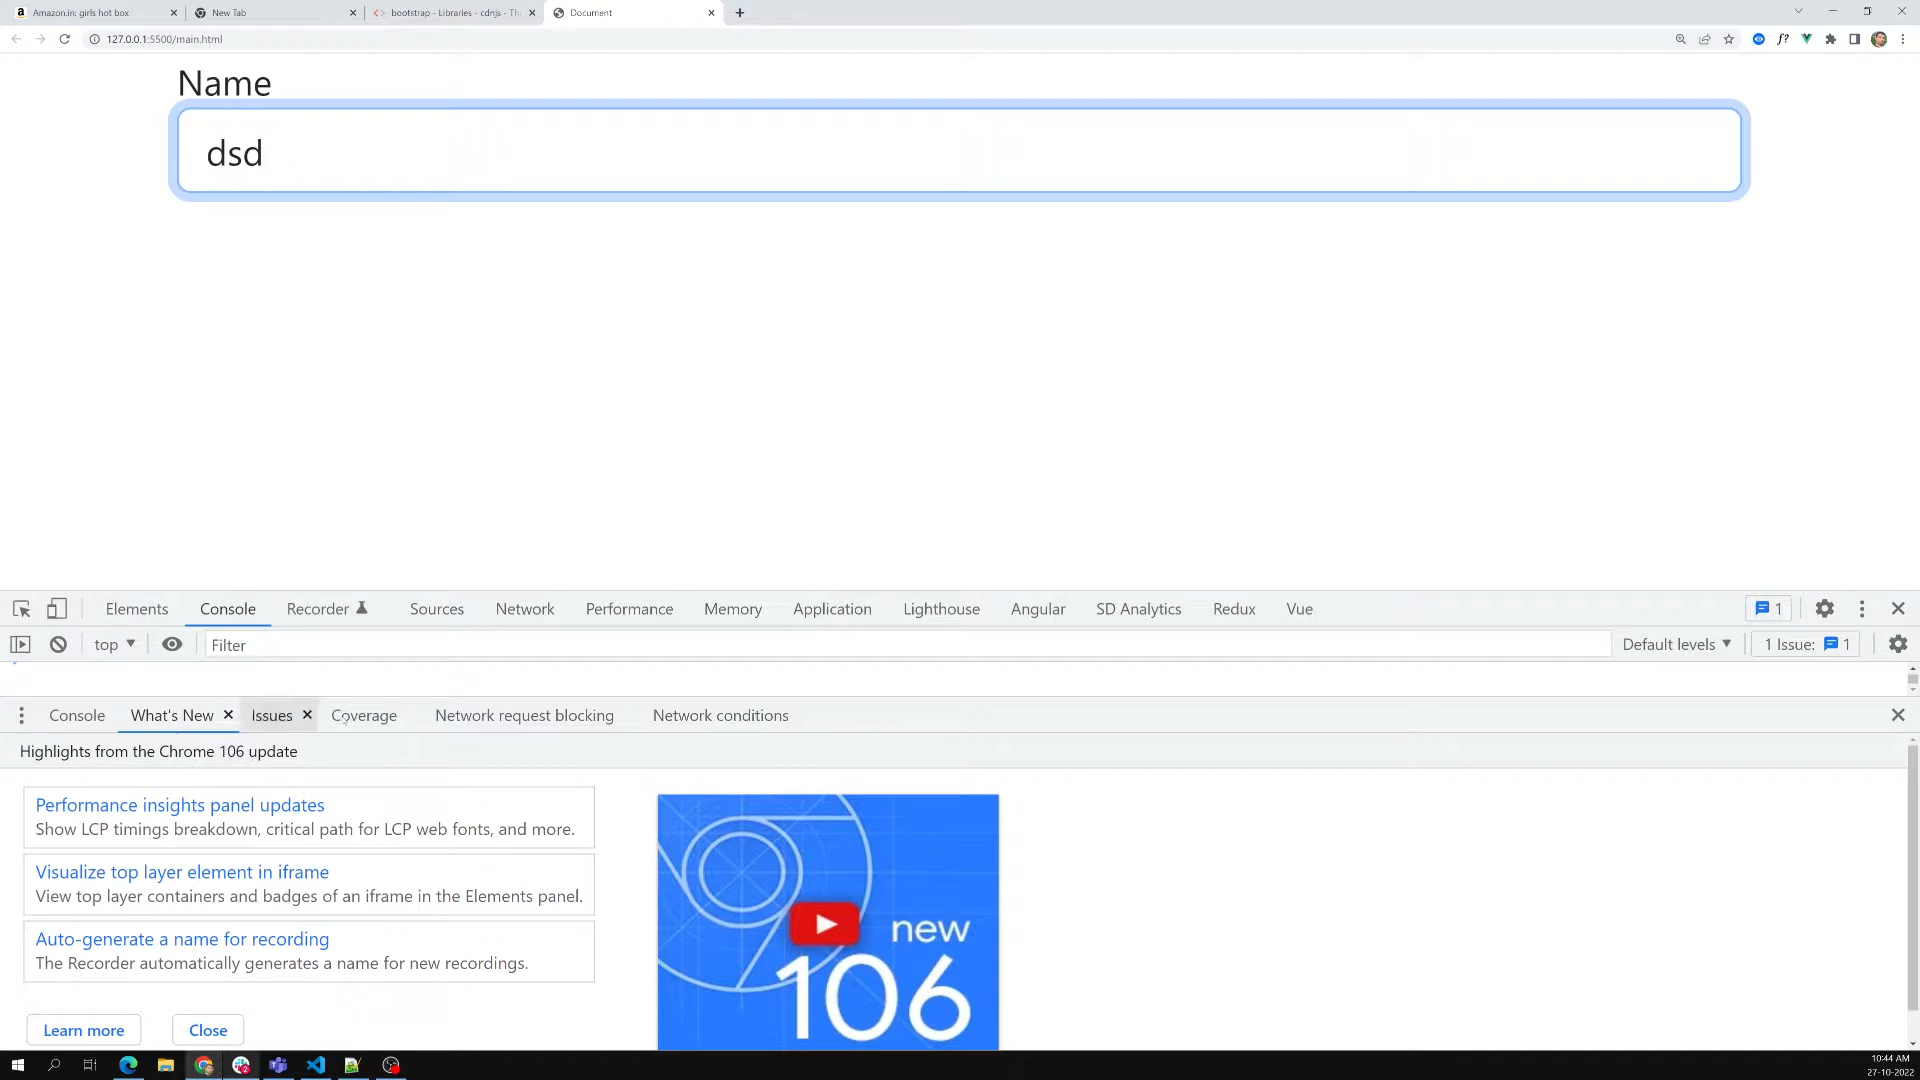 Amazon.in: girls hot box
New Tab
bootstrap - Libraries - cdnjs - Th
Document
127.0.0.1:5500/main.html
Name
dsd
Elements
Console
Recorder
Sources
Network
Performance
Memory
Application
Lighthouse
Angular
SD Analytics
Redux
Vue
1
top
Filter
Default levels
1 Issue:
1
Console
What's New
Issues
Coverage
Network request blocking
Network conditions
Highlights from the Chrome 106 update
Performance insights panel updates
Show LCP timings breakdown, critical path for LCP web fonts, and more.
Visualize top layer element in iframe
View top layer containers and badges of an iframe in the Elements panel.
Auto-generate a name for recording
The Recorder automatically generates a name for new recordings.
Learn more
Close
new
106
10:44 AM
27-10-2022